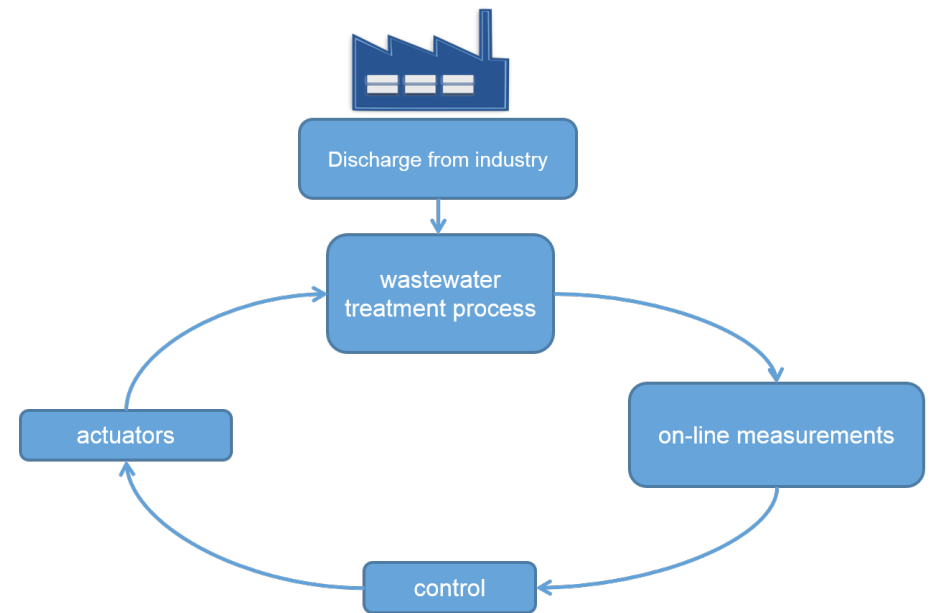 Discharge from industry
wastewater
treatment process
on-line measurements
actuators
control